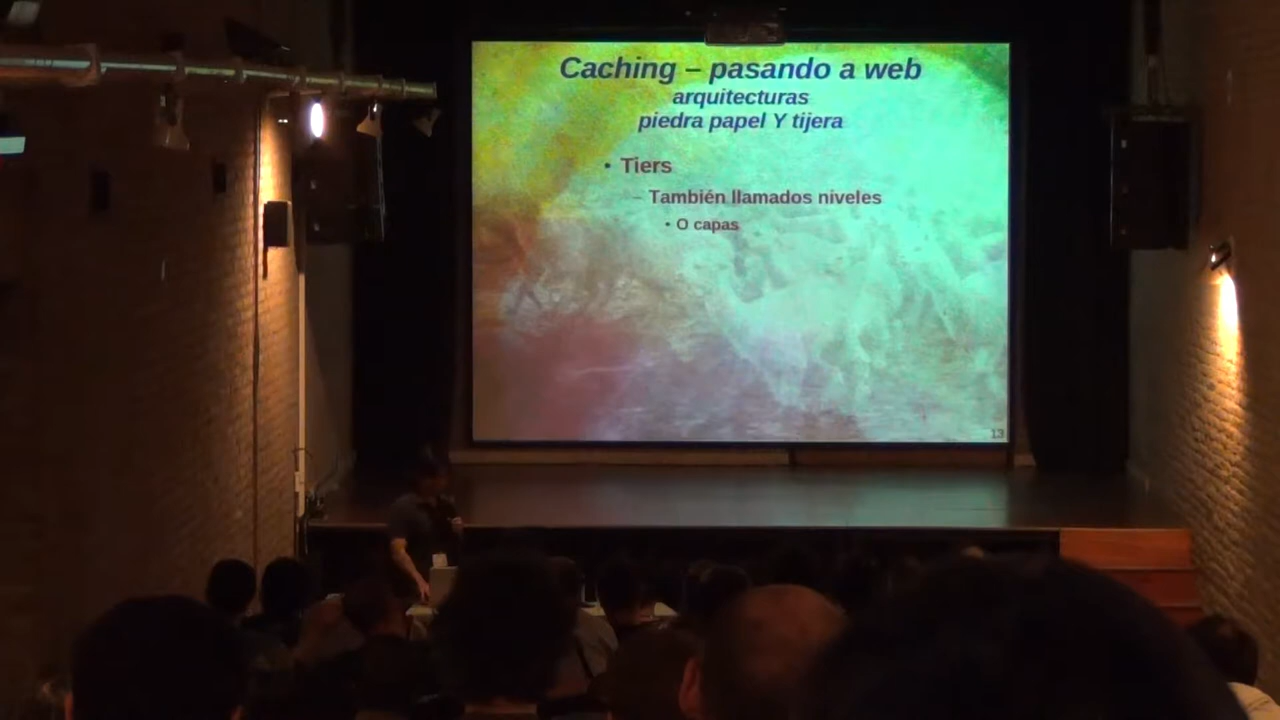 Caching – pasando a web
arquitecturas
piedra papel Y tijera
• Tiers
– También llamados niveles
• O capas
13